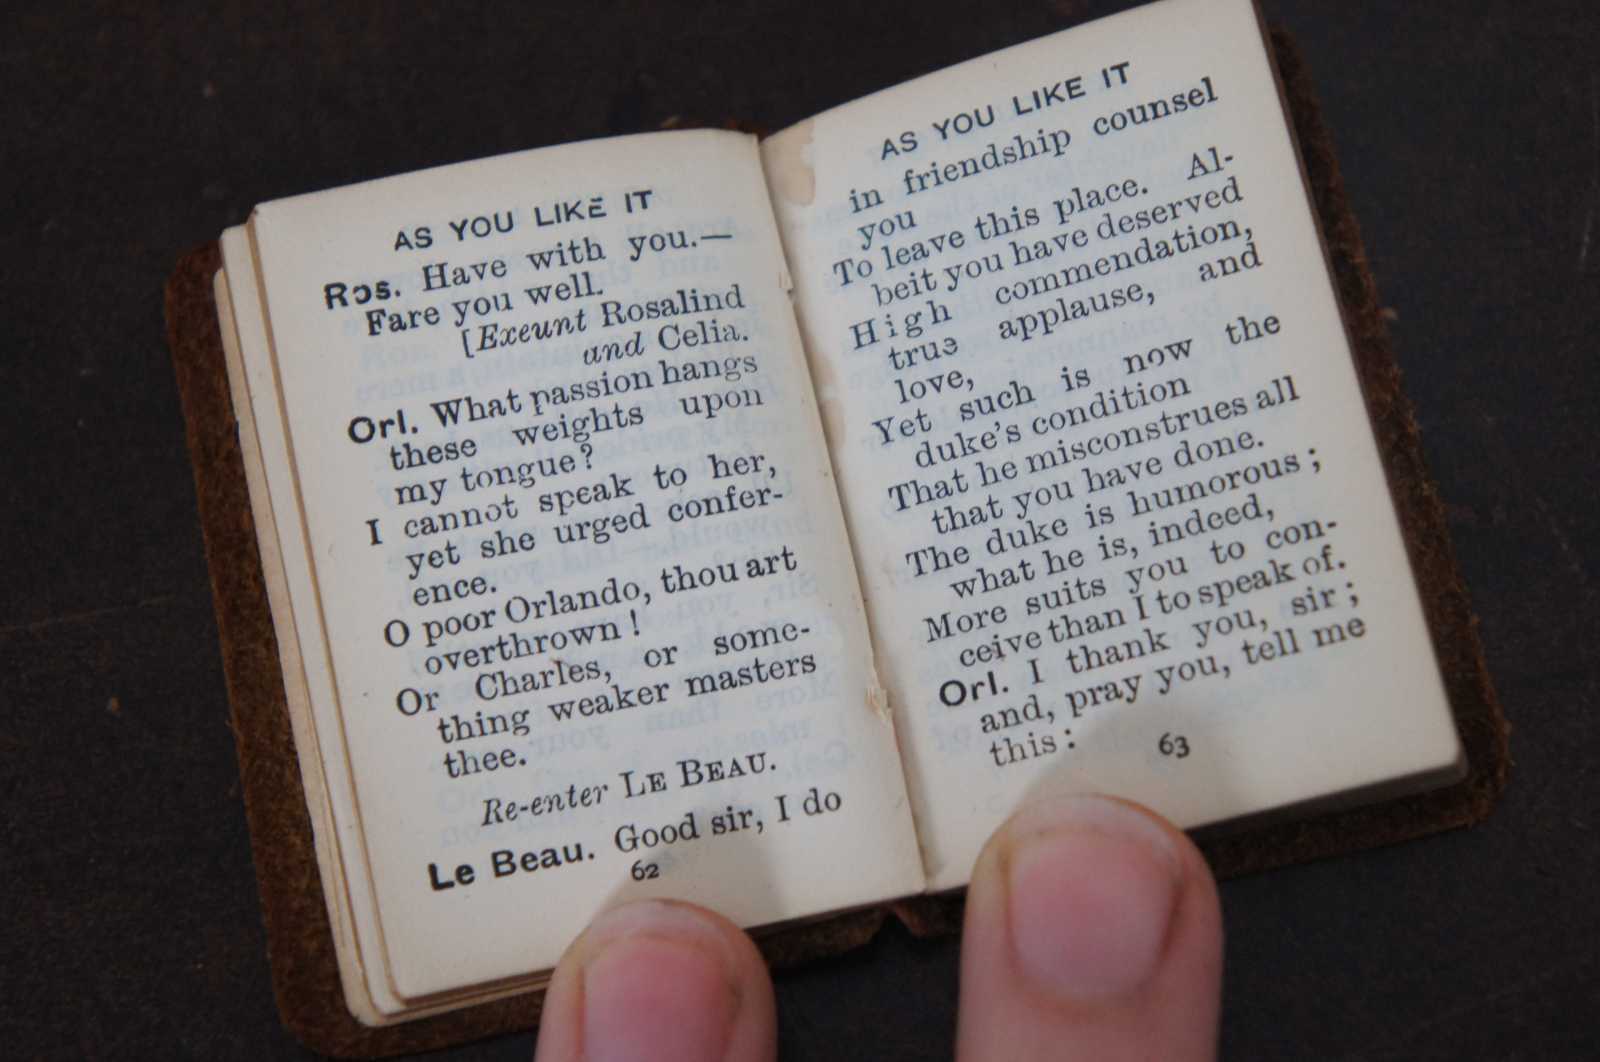 AS YOU LIKE IT
Ros. Have with you.—
Fare you well.
[Exeunt Rosalind
and Celia.
Orl. What passion hangs
these weights upon
my tongue?
I cannot speak to her,
yet she urged confer-
ence.
O poor Orlando, thou art
overthrown!
Or Charles, or some-
thing weaker masters
thee.
Re-enter LE BEAU.
Le Beau. Good sir, I do
62
AS YOU LIKE IT
in friendship counsel
you
To leave this place. Al-
beit you have deserved
High commendation,
true applause, and
love,
Yet such is now the
duke's condition
That he misconstrues all
that you have done.
The duke is humorous;
what he is, indeed,
More suits you to con-
ceive than I to speak of.
Orl. I thank you, sir;
and, pray you, tell me
this:
63